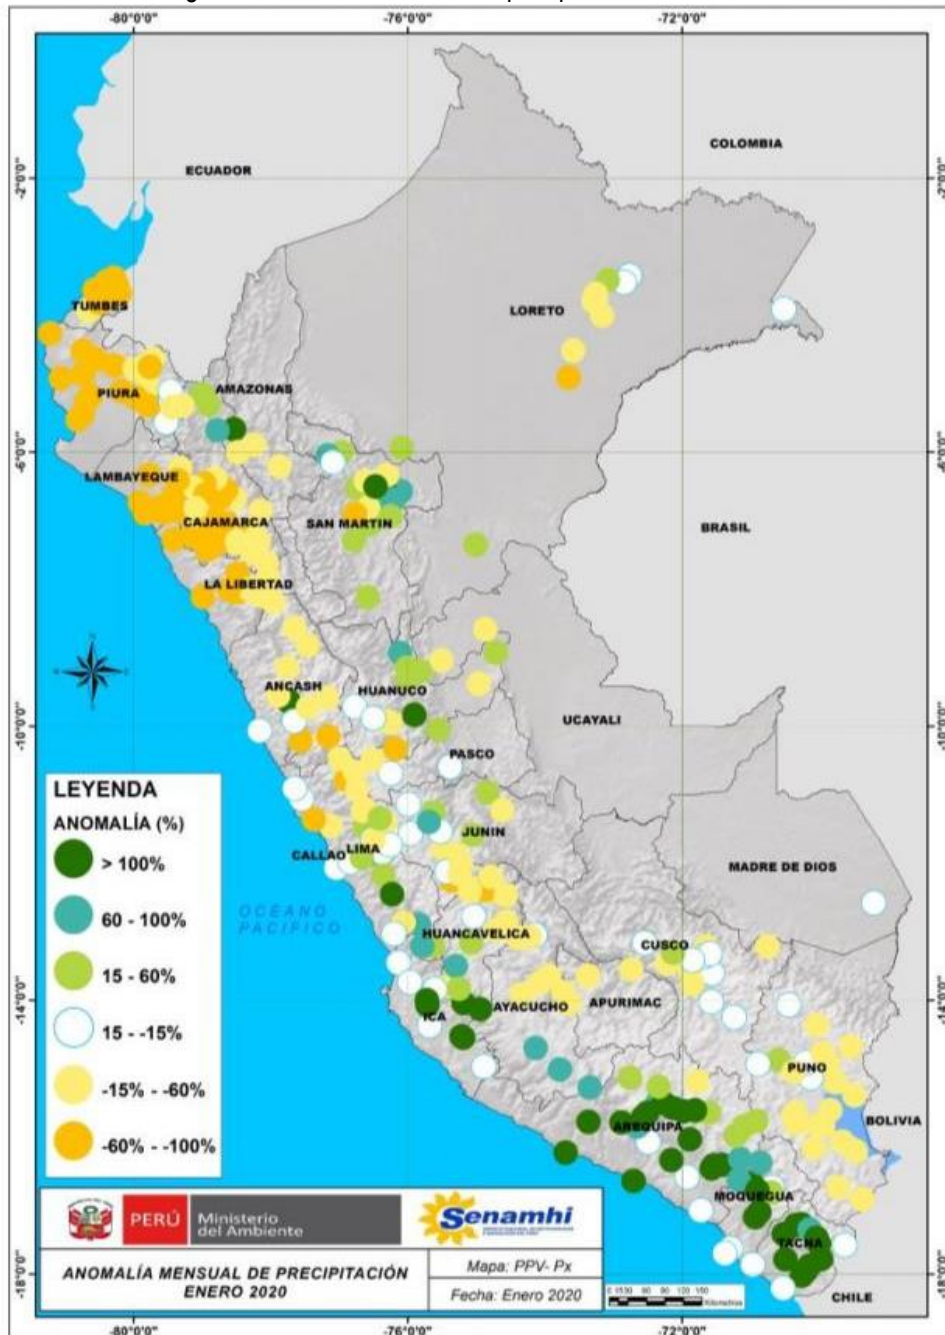 -80°0'0"
-76°0'0"
-72°0'0"
COLOMBIA
ECUADOR
-2°0'0"
-2°0'0"
TUMBES
LORETO
PIURA
AMAZONAS
-6°0'0"
-6°0'0"
LAMBAYEQUE
CAJAMARCA
SAN MARTIN
BRASIL
LA LIBERTAD
ANCASH
HUANUCO
UCAYALI
-10°0'0"
-10°0'0"
PASCO
LEYENDA
ANOMALÍA (%)
> 100%
60 - 100%
15 - 60%
15 - -15%
-15% - -60%
-60% - -100%
JUNIN
LIMA
CALLAO
MADRE DE DIOS
OCÉANO
PACÍFICO
HUANCAVELICA
CUSCO
AYACUCHO
APURIMAC
ICA
-14°0'0"
-14°0'0"
PUNO
BOLIVIA
AREQUIPA
MOQUEGUA
TACNA
CHILE
-18°0'0"
-18°0'0"
PERÚ
Ministerio
del Ambiente
Senamhi
ANOMALÍA MENSUAL DE PRECIPITACIÓN
ENERO 2020
Mapa: PPV- Px
Fecha: Enero 2020
-80°0'0"
-76°0'0"
-72°0'0"